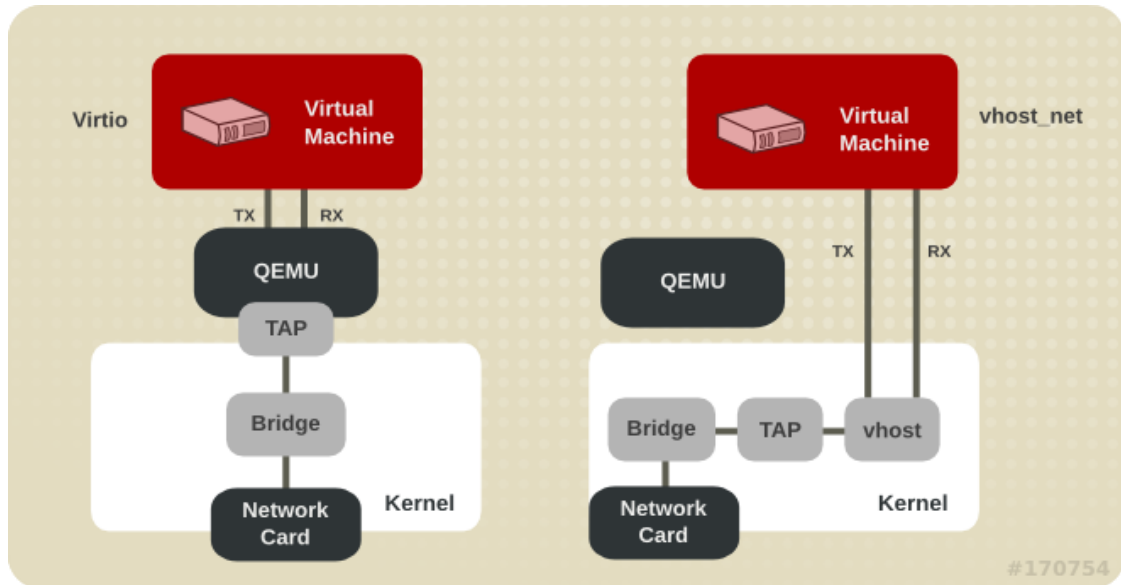 Virtio
Virtual
Machine
TX
RX
QEMU
TAP
Bridge
Network
Card
Kernel
Virtual
Machine
vhost_net
TX
RX
QEMU
Bridge
TAP
vhost
Network
Card
Kernel
#170754